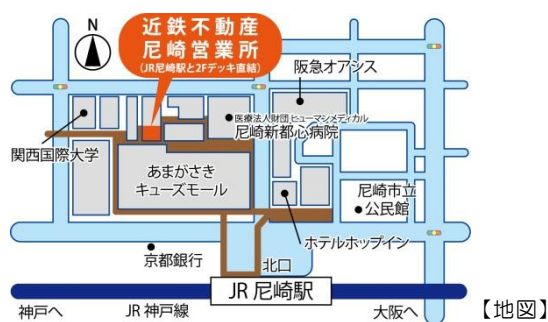 近鉄不動産
尼崎営業所
(JR尼崎駅と2Fデッキ直結)
N
阪急オアシス
医療法人財団 ヒューマンメディカル
尼崎新都心病院
関西国際大学
あまがさき
キューズモール
尼崎市立
公民館
ホテルホップイン
京都銀行
北口
JR 尼崎駅
神戸へ
JR 神戸線
大阪へ
【地図】